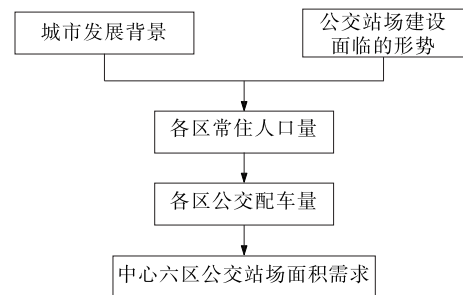 城市发展背景
公交站场建设
面临的形势
各区常住人口量
各区公交配车量
中心六区公交站场面积需求